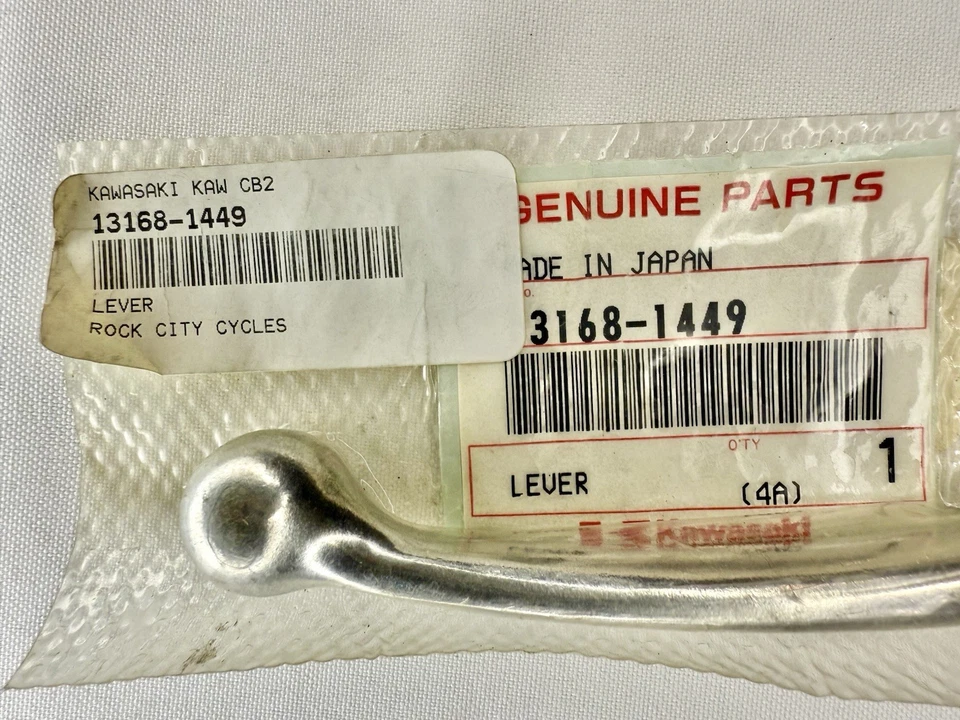 KAWASAKI KAW CB2
13168-1449
LEVER
ROCK CITY CYCLES
GENUINE PARTS
ADE IN JAPAN
o.
3168-1449
Q'TY
1
LEVER
(4A)
Kawasaki